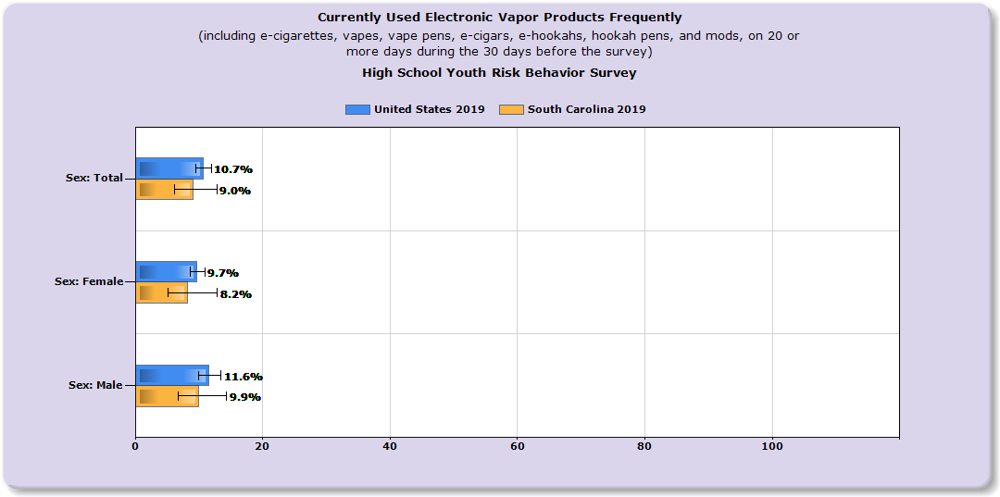 Currently Used Electronic Vapor Products Frequently
(including e-cigarettes, vapes, vape pens, e-cigars, e-hookahs, hookah pens, and mods, on 20 or
more days during the 30 days before the survey)
High School Youth Risk Behavior Survey
United States 2019 South Carolina 2019
Sex: Total
10.7%
9.0%
Sex: Female
9.7%
8.2%
Sex: Male
11.6%
9.9%
0 20 40 60 80 100